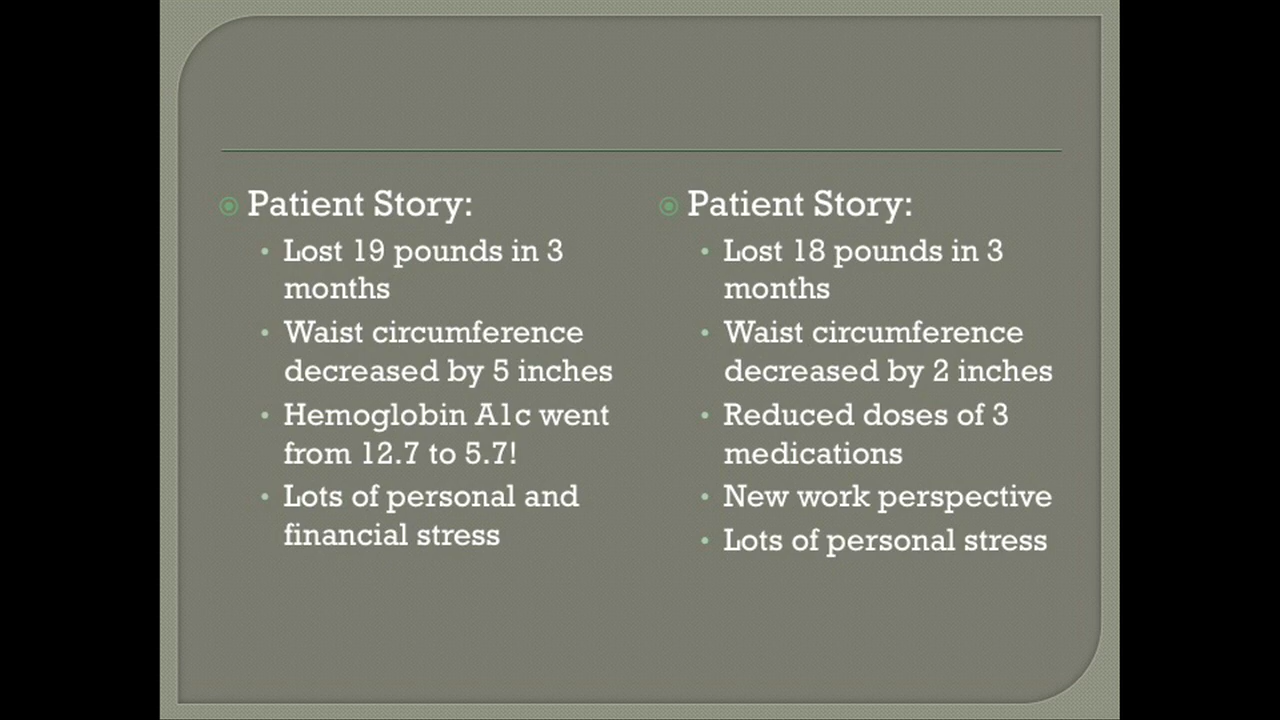 Patient Story:
Lost 19 pounds in 3
months
Waist circumference
decreased by 5 inches
Hemoglobin A1c went
from 12.7 to 5.7!
Lots of personal and
financial stress
Patient Story:
Lost 18 pounds in 3
months
Waist circumference
decreased by 2 inches
Reduced doses of 3
medications
New work perspective
Lots of personal stress